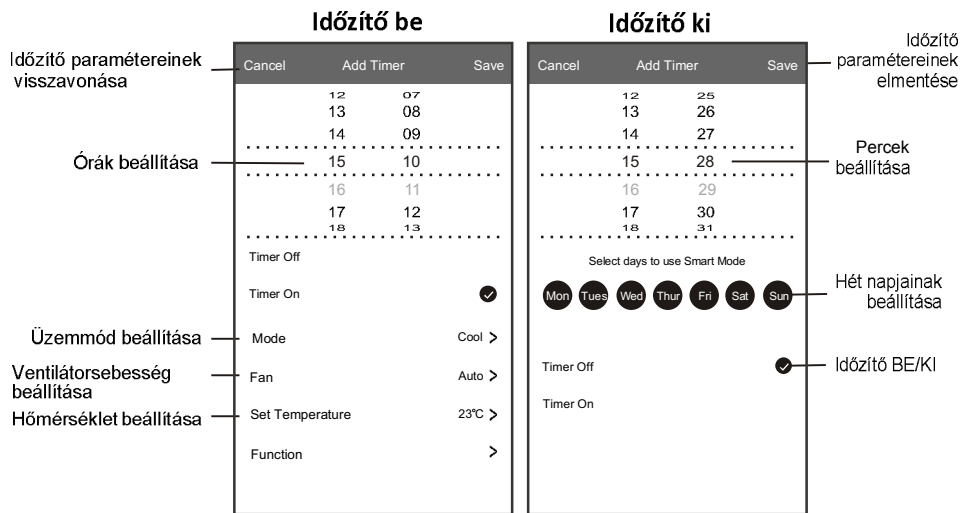 Időzítő be
Időzítő ki
Időzítő paramétereinek
visszavonása
Cancel Add Timer Save
12 07
13 08
14 09
15 10
16 11
17 12
18 13
Órák beállítása
Timer Off
Timer On
Üzemmód beállítása
Mode Cool >
Ventilátorsebesség
beállítása
Fan Auto >
Hőmérséklet beállítása
Set Temperature 23°C >
Function >
Cancel Add Timer Save
12 25
13 26
14 27
15 28
16 29
17 30
18 31
Időzítő
paramétereinek
elmentése
Percek
beállítása
Select days to use Smart Mode
Mon Tues Wed Thur Fri Sat Sun
Hét napjainak
beállítása
Timer Off
Időzítő BE/KI
Timer On